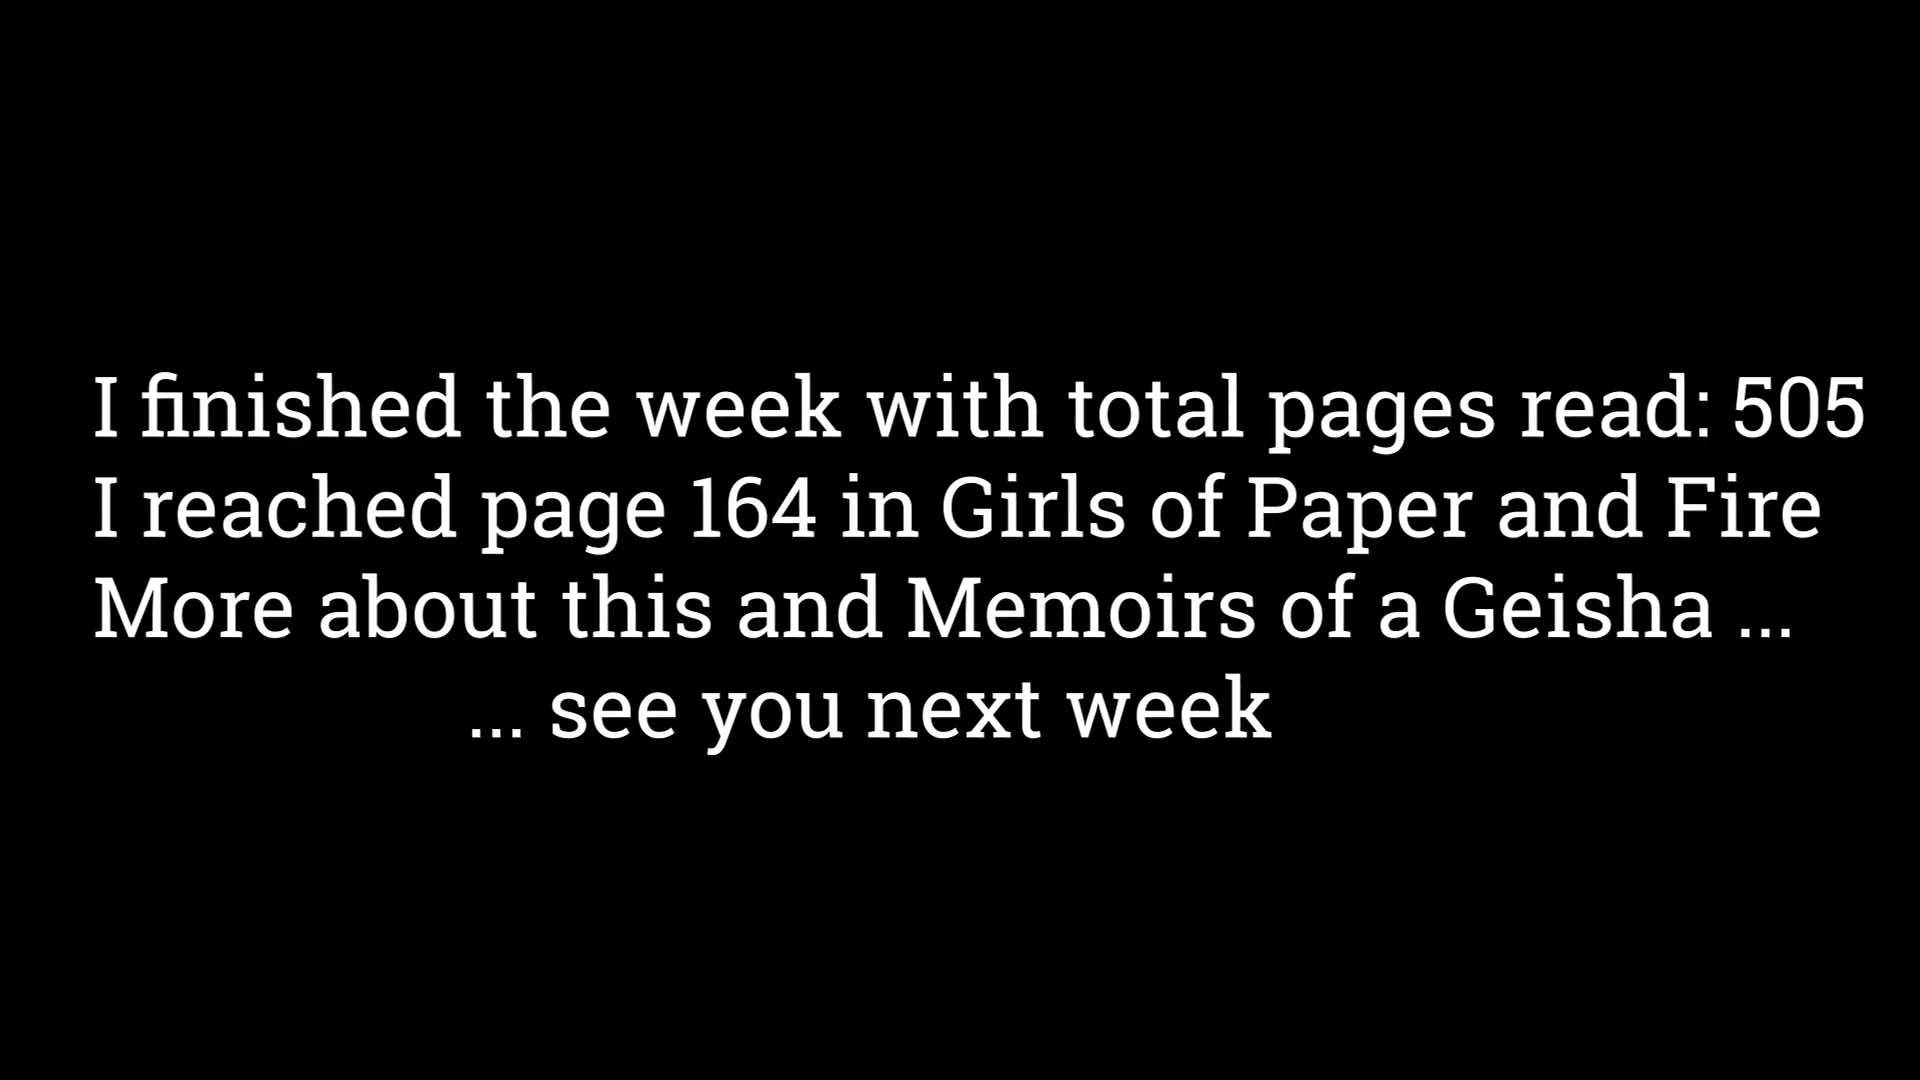 I finished the week with total pages read: 505
I reached page 164 in Girls of Paper and Fire
More about this and Memoirs of a Geisha ...
... see you next week